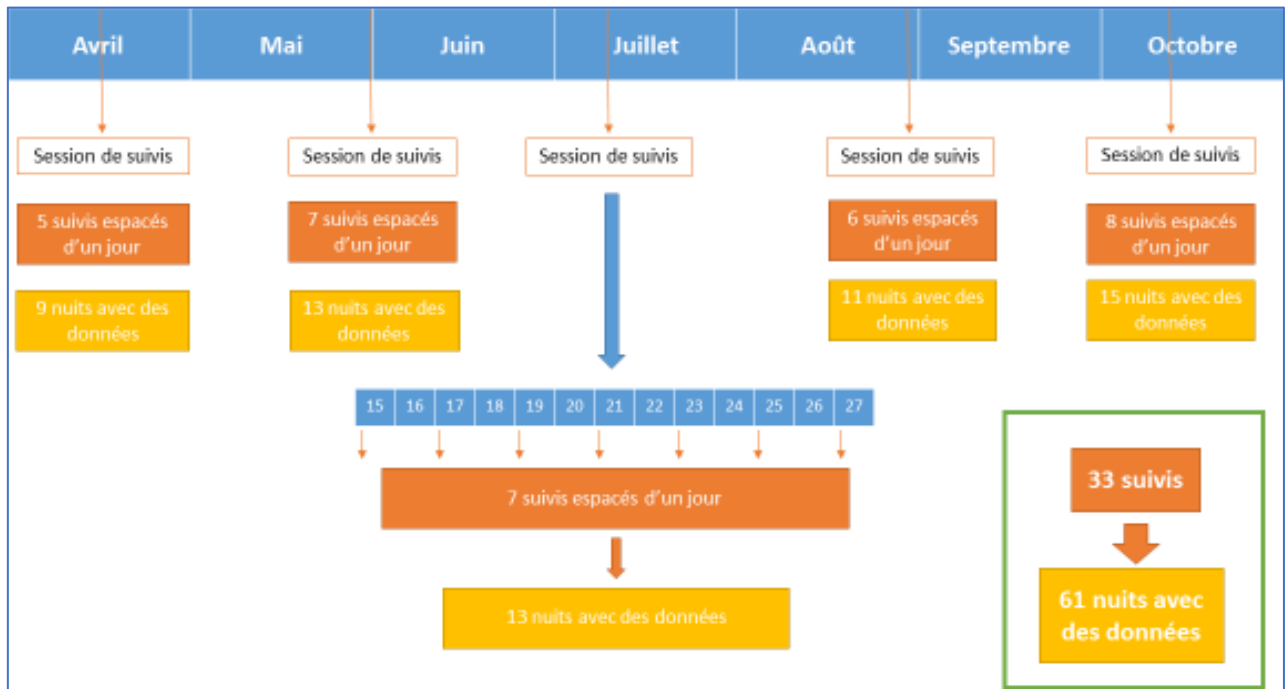 Avril Mai Juin Juillet Août Septembre Octobre
Session de suivis
Session de suivis
Session de suivis
Session de suivis
Session de suivis
5 suivis espacés
d'un jour
7 suivis espacés
d'un jour
6 suivis espacés
d'un jour
8 suivis espacés
d'un jour
9 nuits avec des
données
13 nuits avec des
données
11 nuits avec des
données
15 nuits avec des
données
15 16 17 18 19 20 21 22 23 24 25 26 27
7 suivis espacés d'un jour
13 nuits avec des données
33 suivis
61 nuits avec
des données